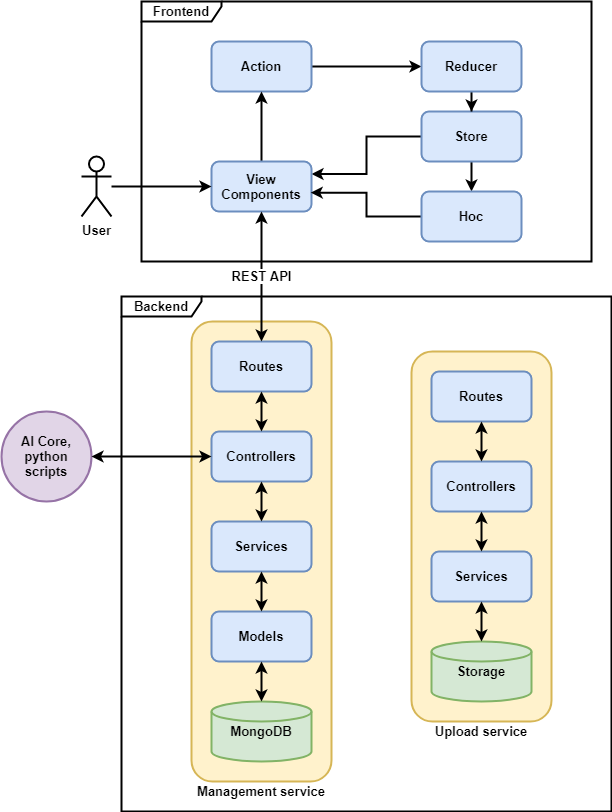 Frontend
Action
Reducer
Store
View
Components
Hoc
User
REST API
Backend
Routes
Routes
AI Core,
python
scripts
Controllers
Controllers
Services
Services
Models
Storage
MongoDB
Upload service
Management service